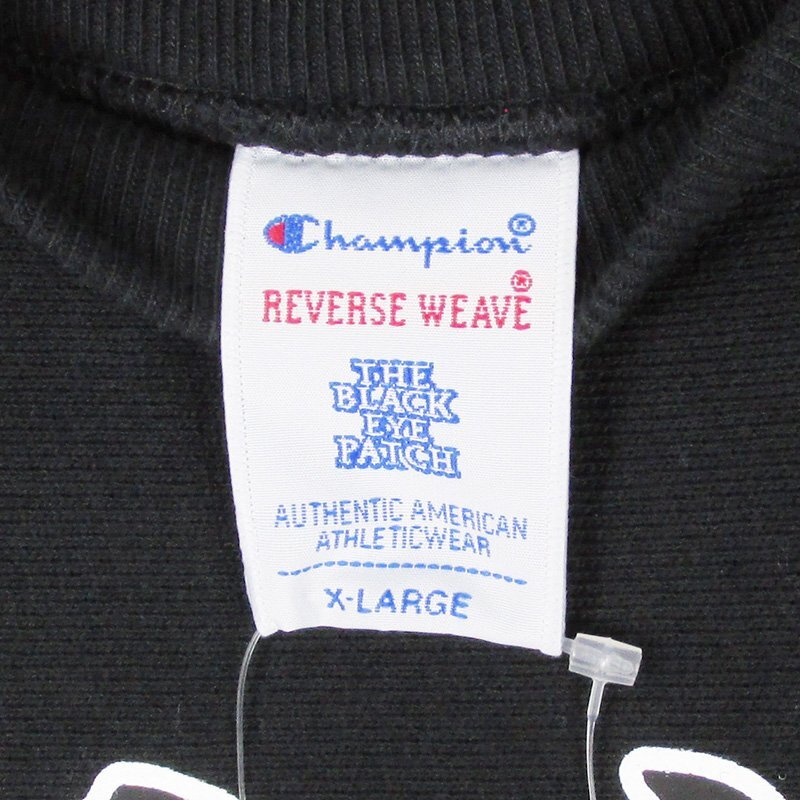 Champion®
REVERSE WEAVE®
THE
BLACK
EYE
PATCH
AUTHENTIC AMERICAN
ATHLETICWEAR
X-LARGE